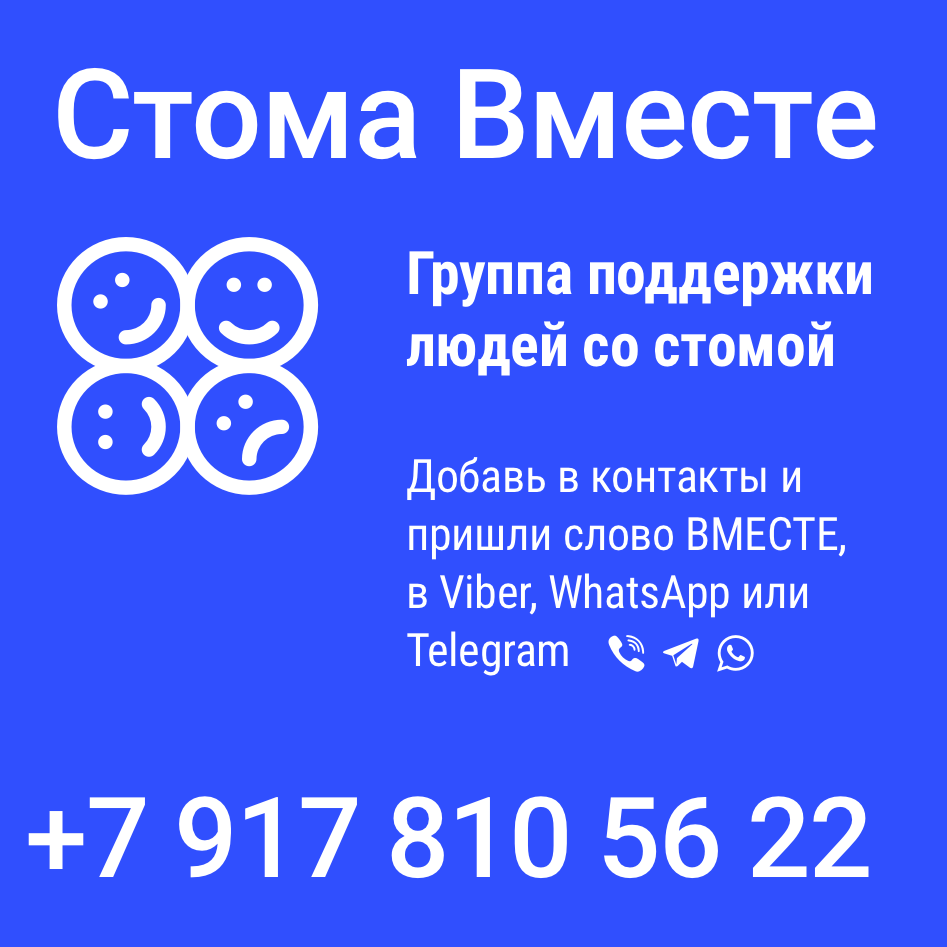 Стома Вместе
Группа поддержки
людей со стомой
Добавь в контакты и
пришли слово ВМЕСТЕ,
в Viber, WhatsApp или
Telegram
+7 917 810 56 22